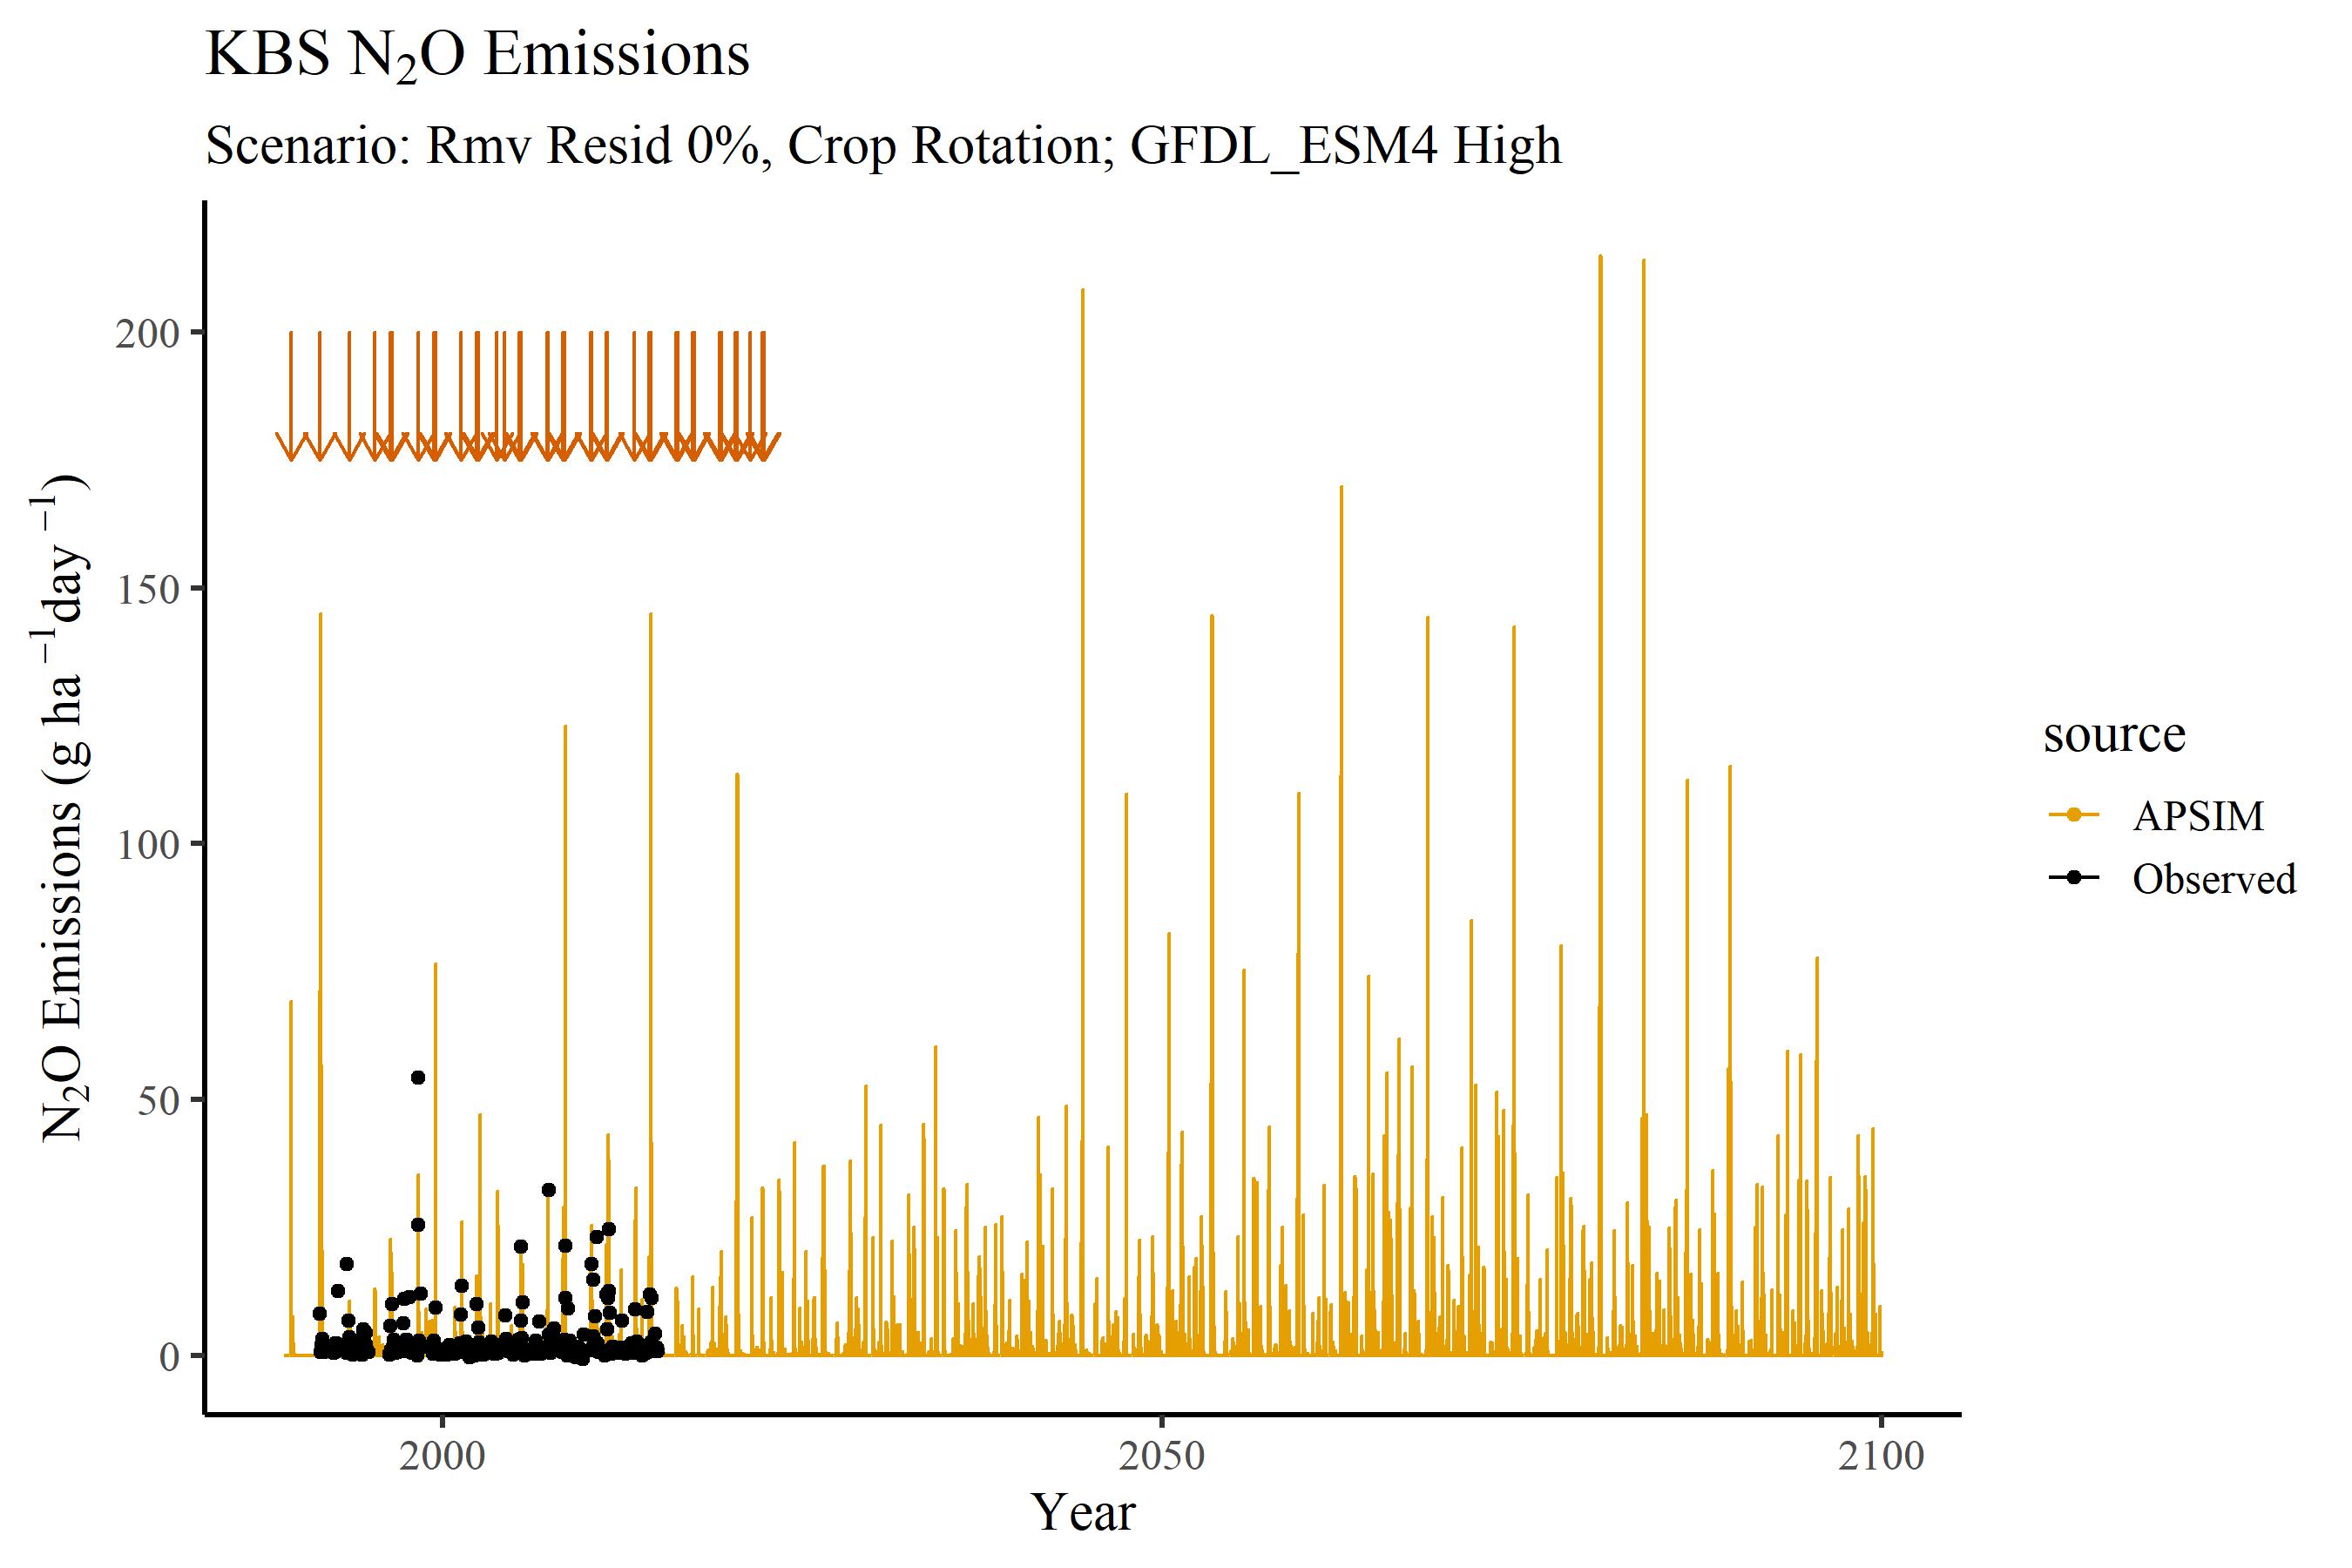 KBS N₂O Emissions
Scenario: Rmv Resid 0%, Crop Rotation; GFDL_ESM4 High
N₂O Emissions (g ha ⁻¹day ⁻¹)
200
150
100
50
0
2000
2050
2100
Year
source
APSIM
Observed